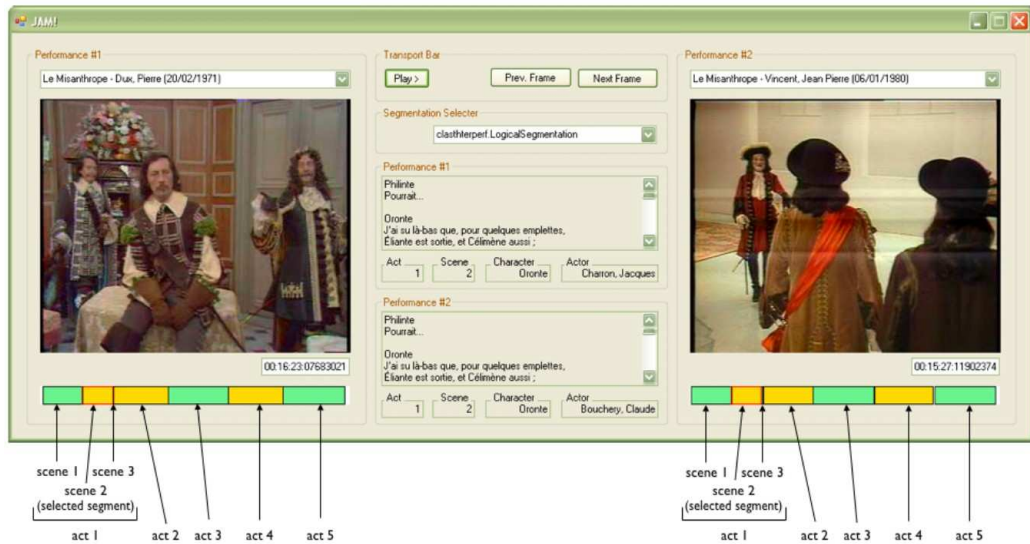 JAM!
Performance #1
Le Misanthrope - Dux, Pierre (20/02/1971)
00:16:23:07683021
Transport Bar
Play >
Prev. Frame
Next Frame
Segmentation Selecter
clasthterperf.LogicalSegmentation
Performance #1
Philinte
Pourrait...
Oronte
J'ai su là-bas que, pour quelques emplettes,
Éliante est sortie, et Célimène aussi ;
Act
1
Scene
2
Character
Oronte
Actor
Charron, Jacques
Performance #2
Philinte
Pourrait...
Oronte
J'ai su là-bas que, pour quelques emplettes,
Éliante est sortie, et Célimène aussi ;
Act
1
Scene
2
Character
Oronte
Actor
Bouchery, Claude
Performance #2
Le Misanthrope - Vincent, Jean Pierre (06/01/1980)
00:15:27:11902374
scene 1
scene 3
scene 2
(selected segment)
act 1
act 2
act 3
act 4
act 5
scene 1
scene 3
scene 2
(selected segment)
act 1
act 2
act 3
act 4
act 5